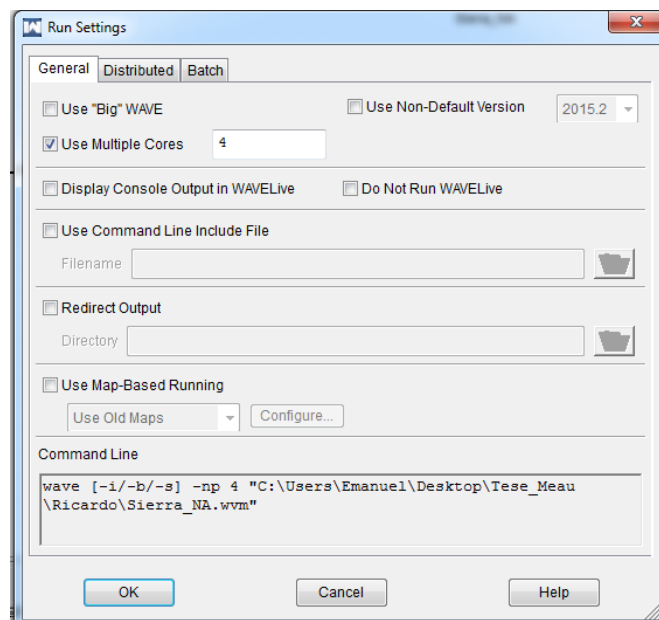 Run Settings
General Distributed Batch
Use "Big" WAVE Use Non-Default Version 2015.2
Use Multiple Cores 4
Display Console Output in WAVELive Do Not Run WAVELive
Use Command Line Include File
Filename
Redirect Output
Directory
Use Map-Based Running
Use Old Maps Configure...
Command Line
wave [-i/-b/-s] -np 4 "C:\Users\Emanuel\Desktop\Tese_Meau
\Ricardo\Sierra_NA.wvm"
OK Cancel Help